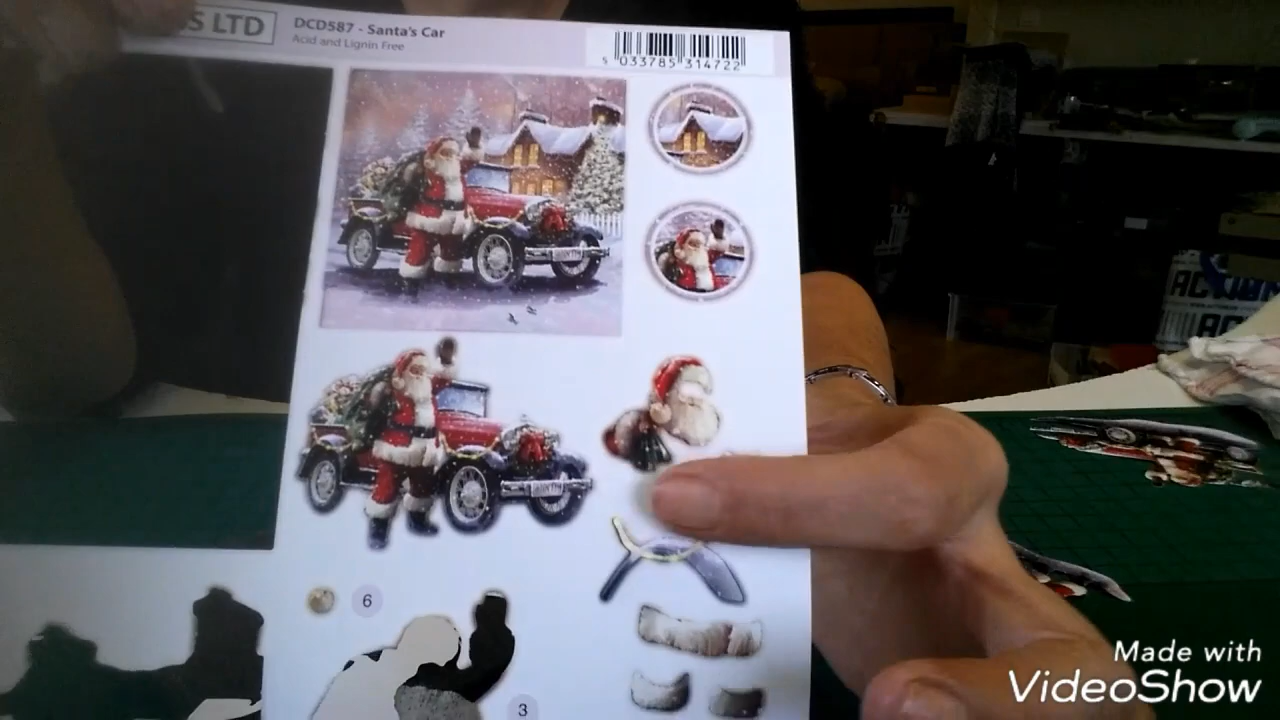 S LTD
DCD587 - Santa's Car
Acid and Lignin Free
5 033785 314722
6
3
Made with
VideoShow